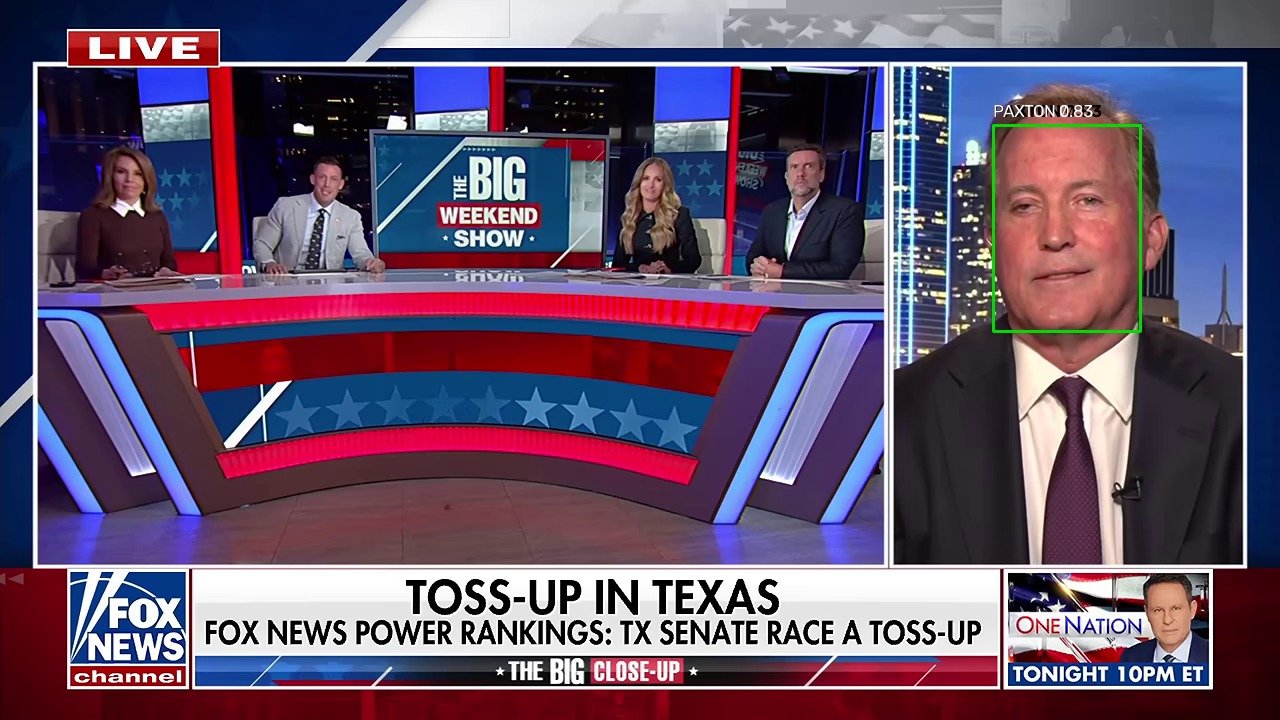 LIVE
PAXTON 0.83
THE
BIG
WEEKEND
SHOW
TOSS-UP IN TEXAS
FOX NEWS POWER RANKINGS: TX SENATE RACE A TOSS-UP
THE BIG CLOSE-UP
FOX
NEWS
channel
ONE NATION
TONIGHT 10PM ET